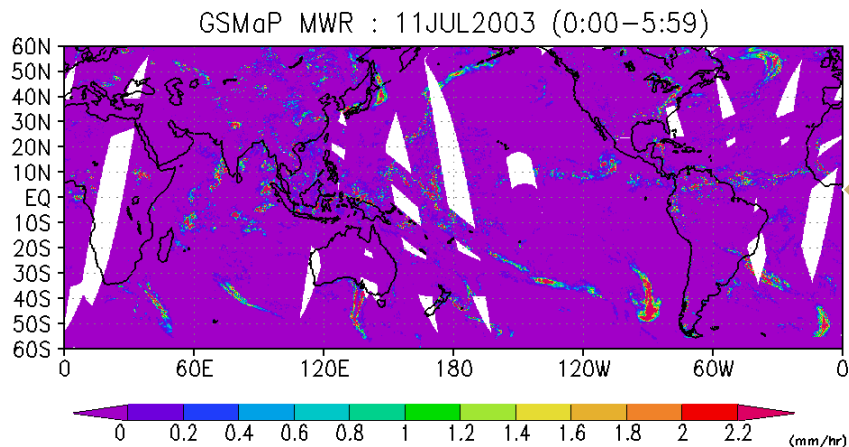 GSMaP MWR : 11JUL2003 (0:00−5:59)
60N
50N
40N
30N
20N
10N
EQ
10S
20S
30S
40S
50S
60S
0 60E 120E 180 120W 60W 0
0 0.2 0.4 0.6 0.8 1 1.2 1.4 1.6 1.8 2 2.2
(mm/hr)